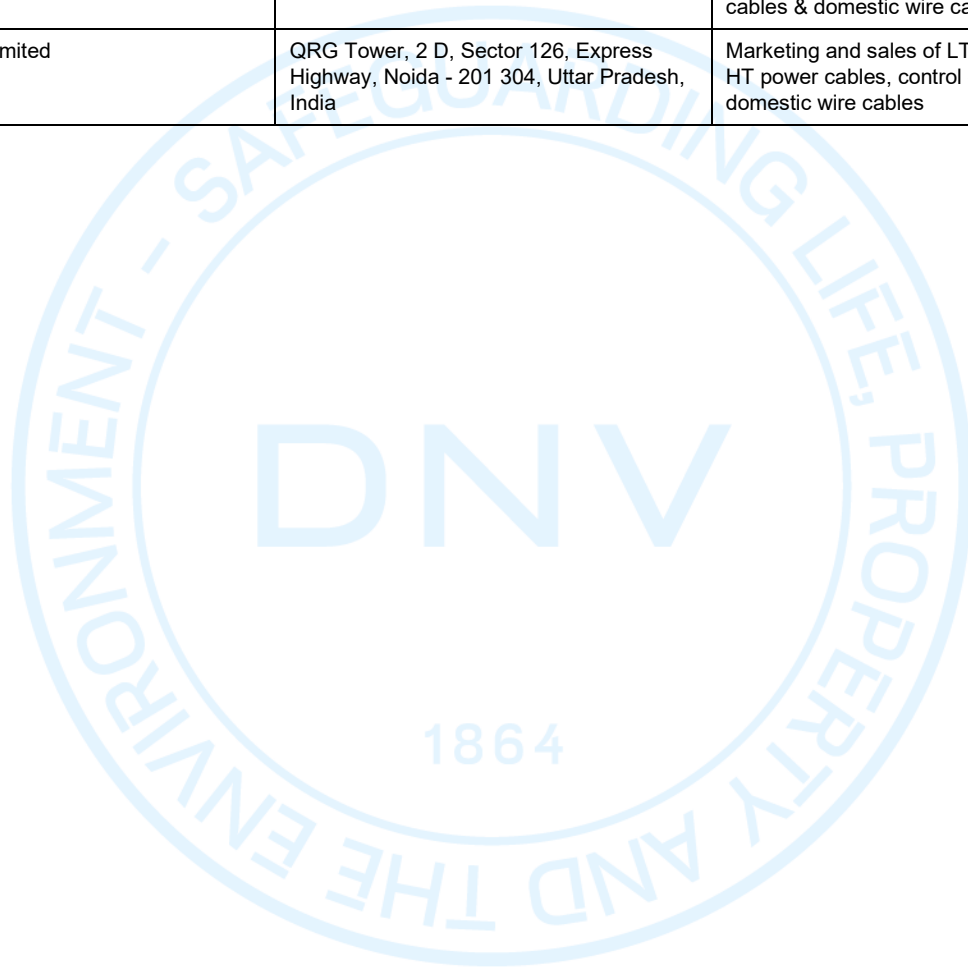 cables & domestic wire ca
mited
QRG Tower, 2 D, Sector 126, Express
Highway, Noida - 201 304, Uttar Pradesh,
India
Marketing and sales of LT
HT power cables, control
domestic wire cables
SAFEGUARDING LIFE, PROPERTY AND THE ENVIRONMENT -
DNV
1864